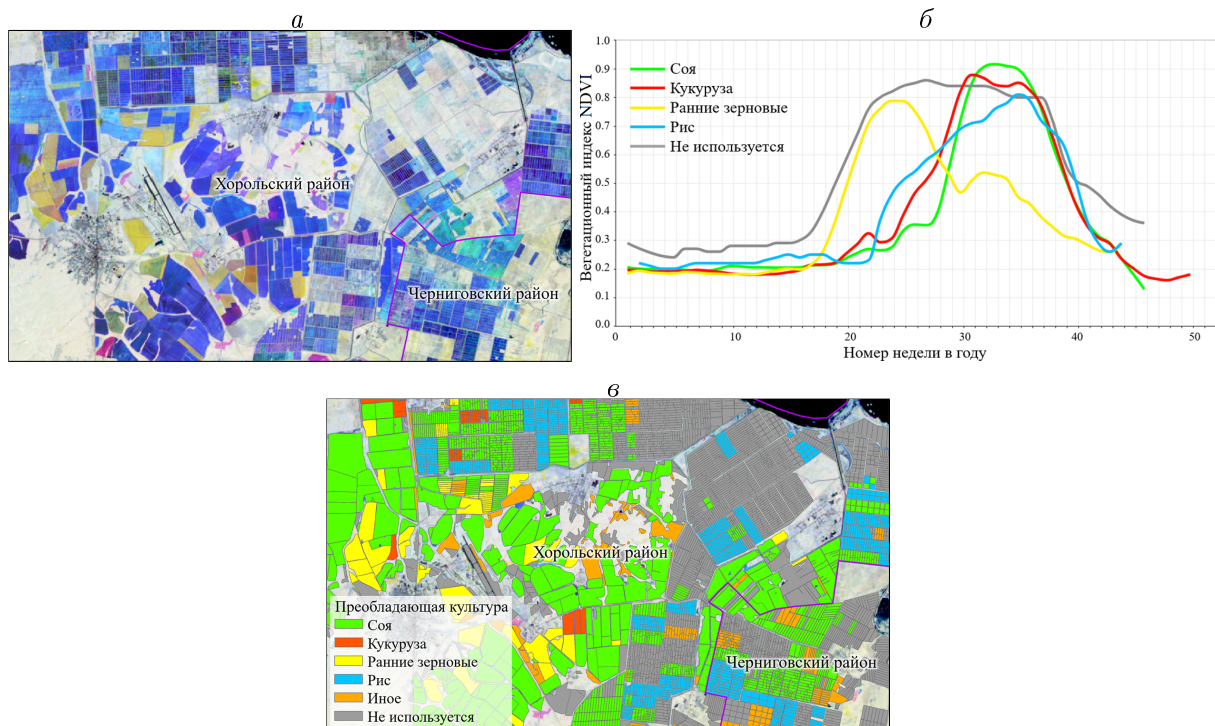 а
Хорольский район
Черниговский район
б
1.0
0.9
0.8
0.7
0.6
0.5
0.4
0.3
0.2
0.1
0.0
Вегетационный индекс NDVI
Соя
Кукуруза
Ранние зерновые
Рис
Не используется
0
10
20
30
40
50
Номер недели в году
в
Хорольский район
Черниговский район
Преобладающая культура
Соя
Кукуруза
Ранние зерновые
Рис
Иное
Не используется